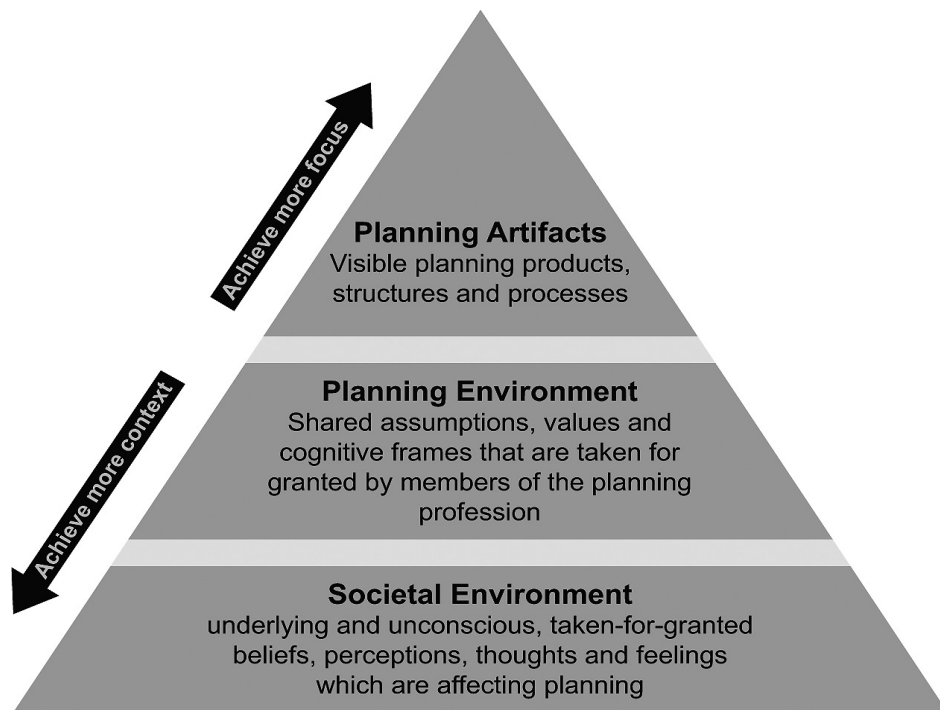 Achieve more focus
Planning Artifacts
Visible planning products,
structures and processes
Achieve more context
Planning Environment
Shared assumptions, values and
cognitive frames that are taken for
granted by members of the planning
profession
Societal Environment
underlying and unconscious, taken-for-granted
beliefs, perceptions, thoughts and feelings
which are affecting planning